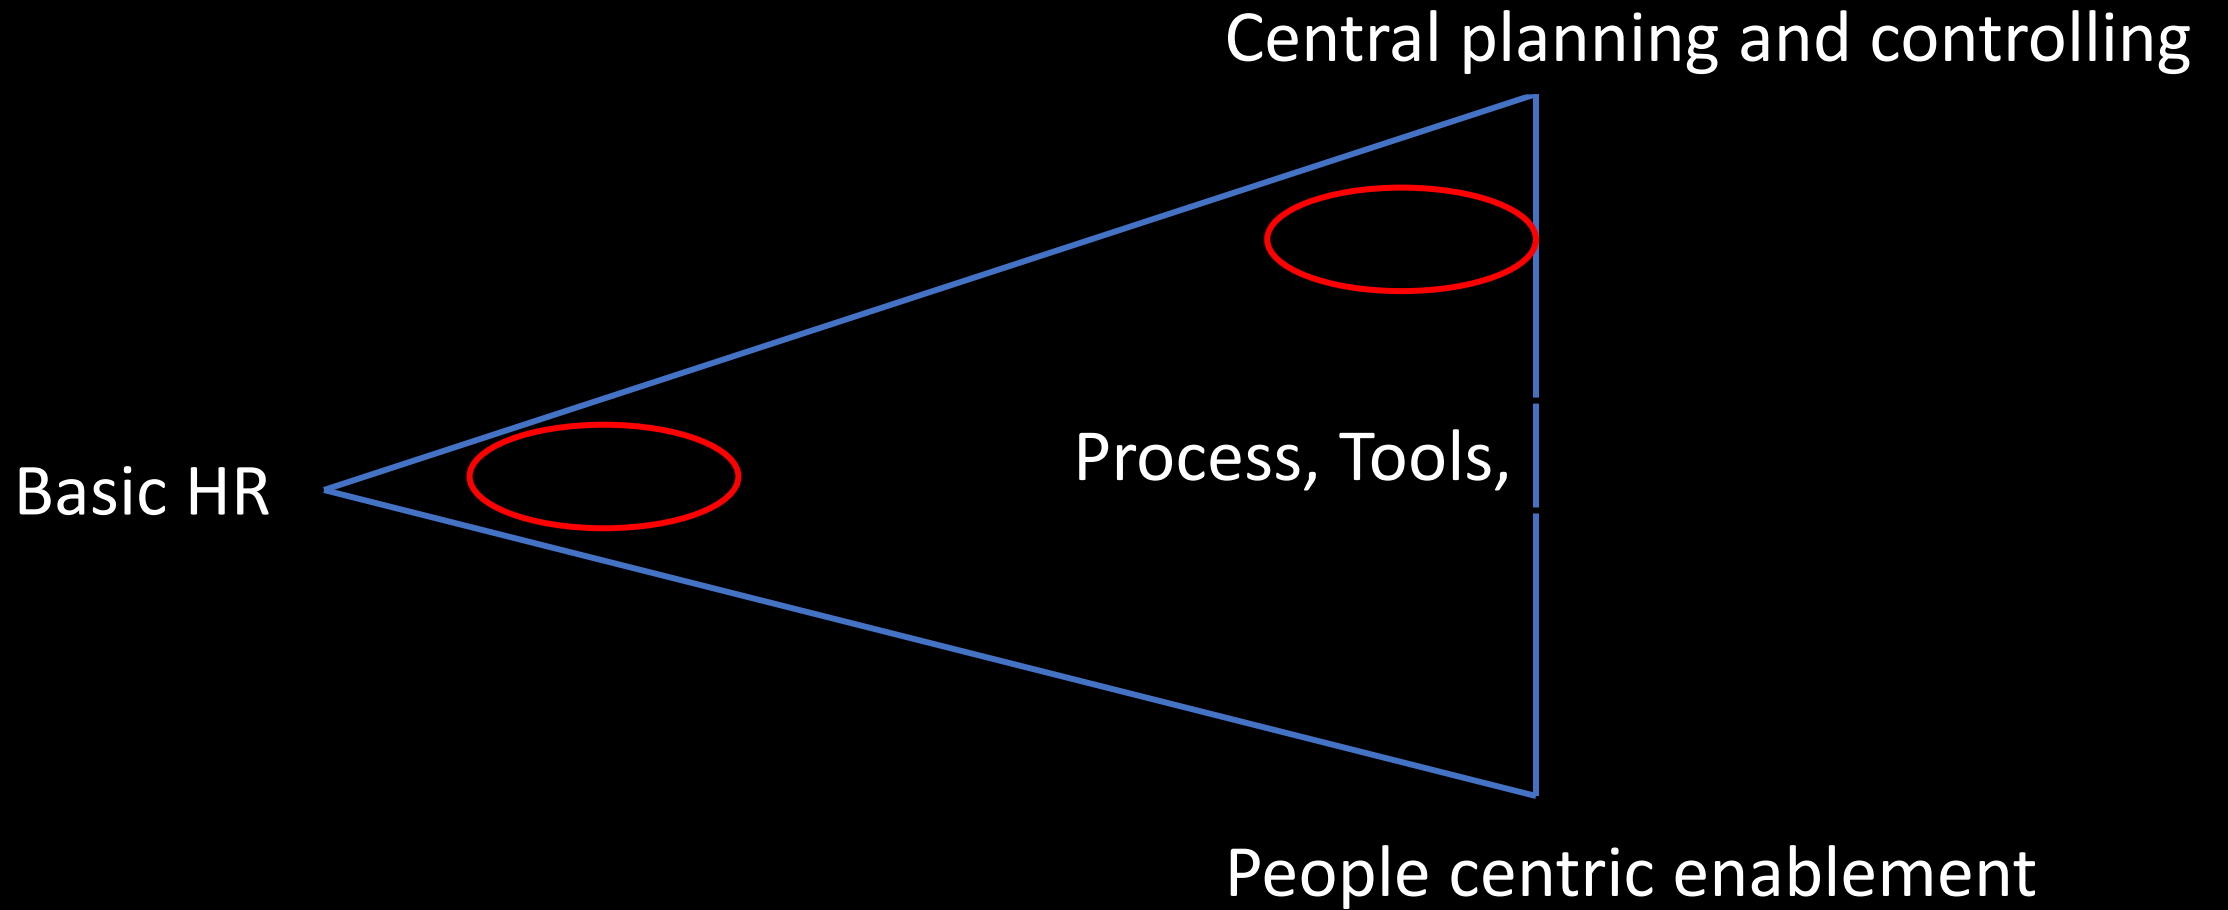 Central planning and controlling
Process, Tools,
Basic HR
People centric enablement